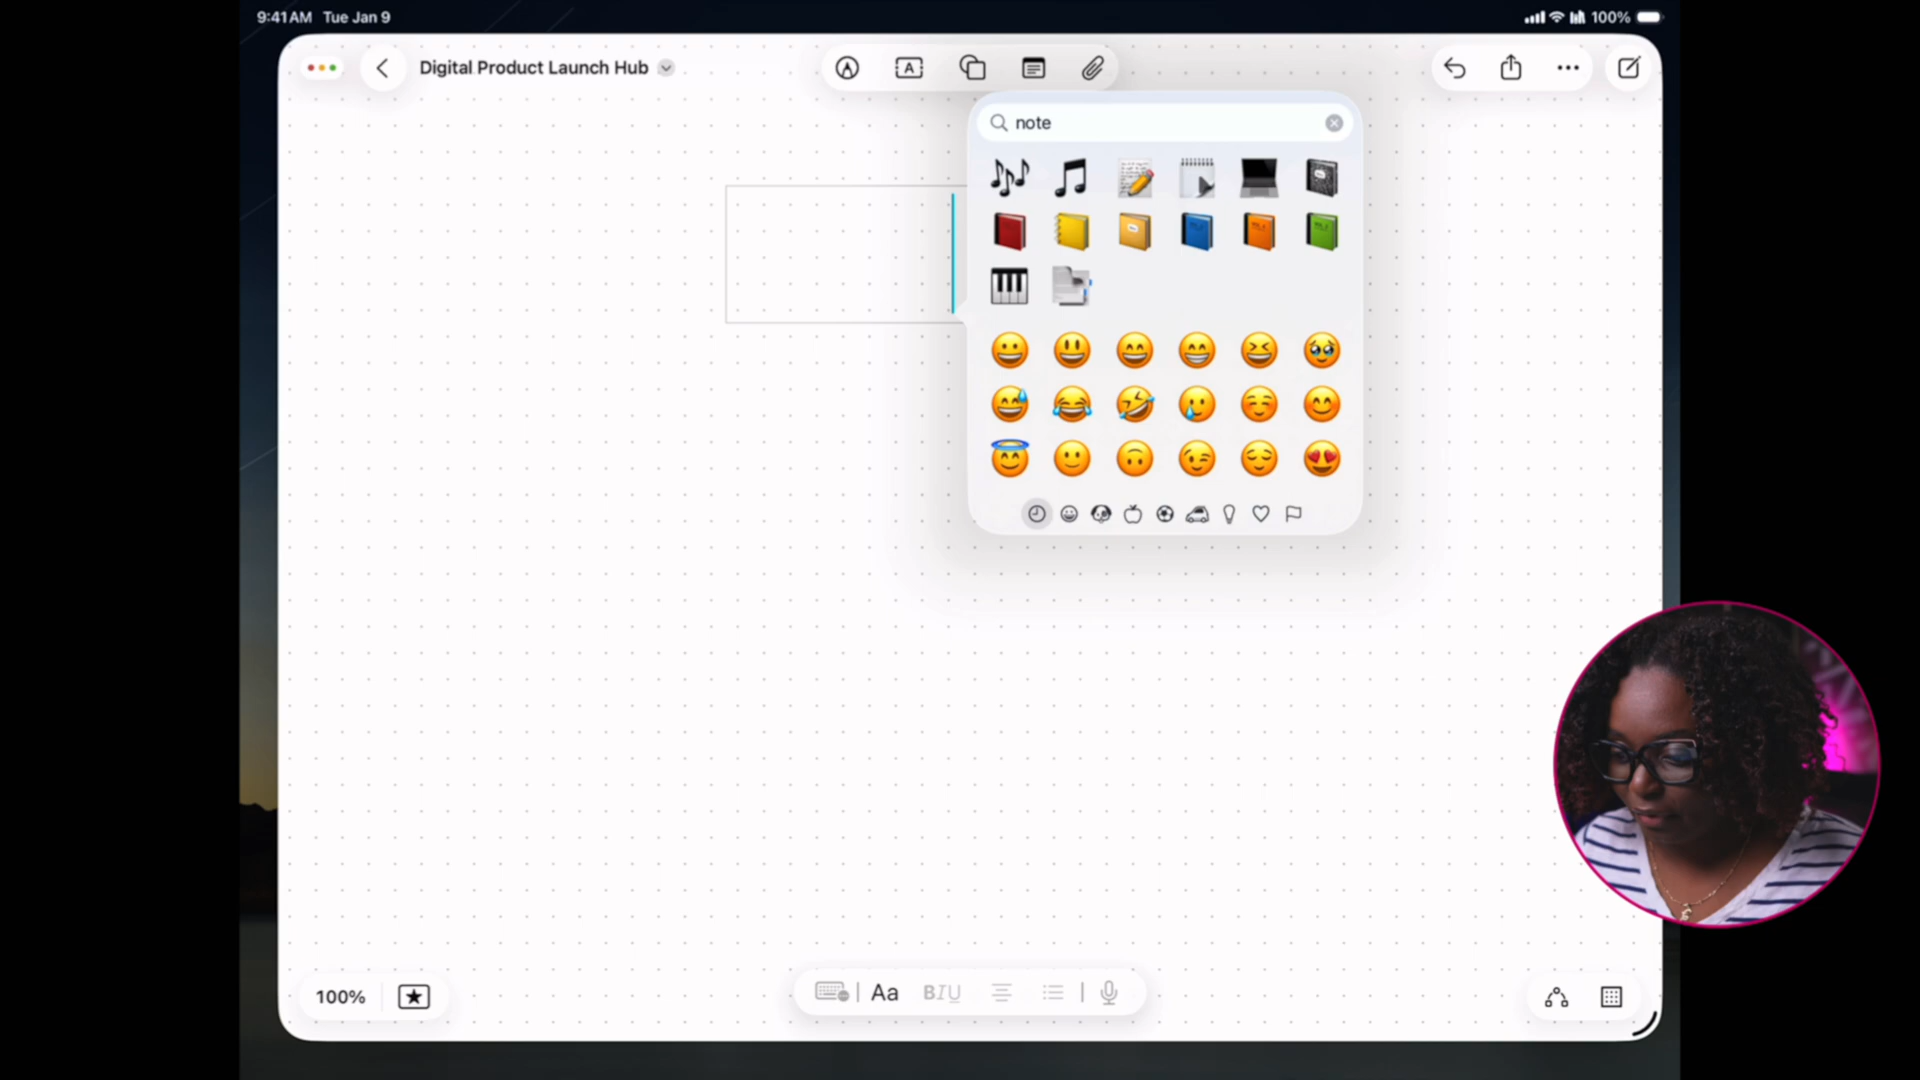 9:41 AM Tue Jan 9
100%
Digital Product Launch Hub
A
note
100%
Aa
BIU